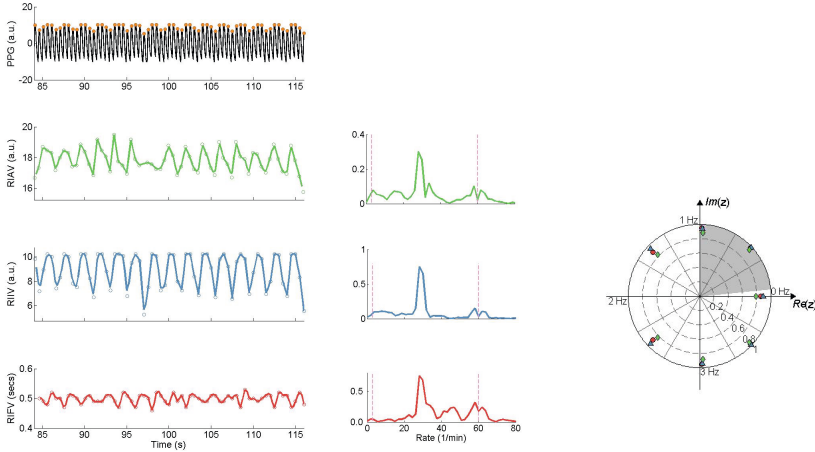 20
0
-20
PPG (a.u.)
85 90 95 100 105 110 115
20
18
16
RIAV (a.u.)
0.4
0.2
0
10
8
6
RIIV (a.u.)
1
0.5
0
0.6
0.5
0.4
RIFV (secs)
85 90 95 100 105 110 115
Time (s)
1
0.5
0
0 20 40 60 80
Rate (1/min)
Im(z)
1 Hz
0 Hz
Re(z)
2 Hz
0.2
0.4
0.6
0.8
1
3 Hz